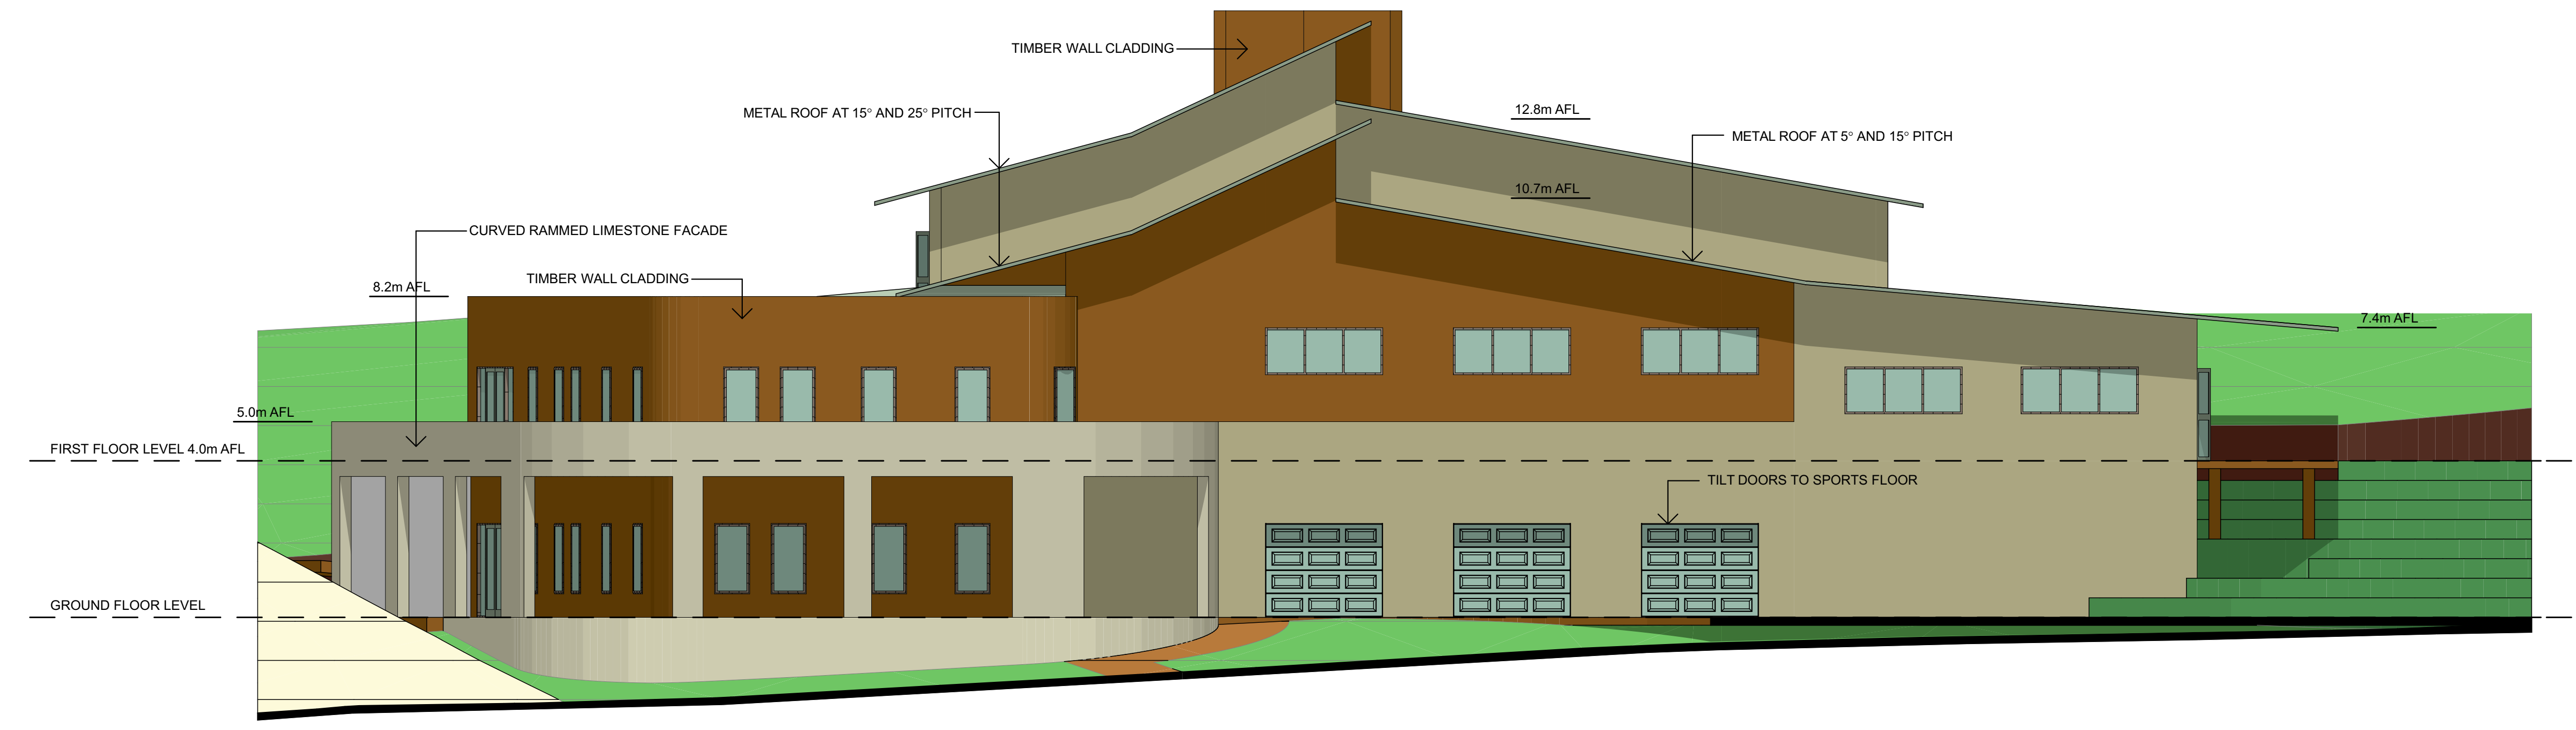 TIMBER WALL CLADDING
METAL ROOF AT 15° AND 25° PITCH
12.8m AFL
METAL ROOF AT 5° AND 15° PITCH
10.7m AFL
CURVED RAMMED LIMESTONE FACADE
TIMBER WALL CLADDING
8.2m AFL
7.4m AFL
5.0m AFL
FIRST FLOOR LEVEL 4.0m AFL
TILT DOORS TO SPORTS FLOOR
GROUND FLOOR LEVEL